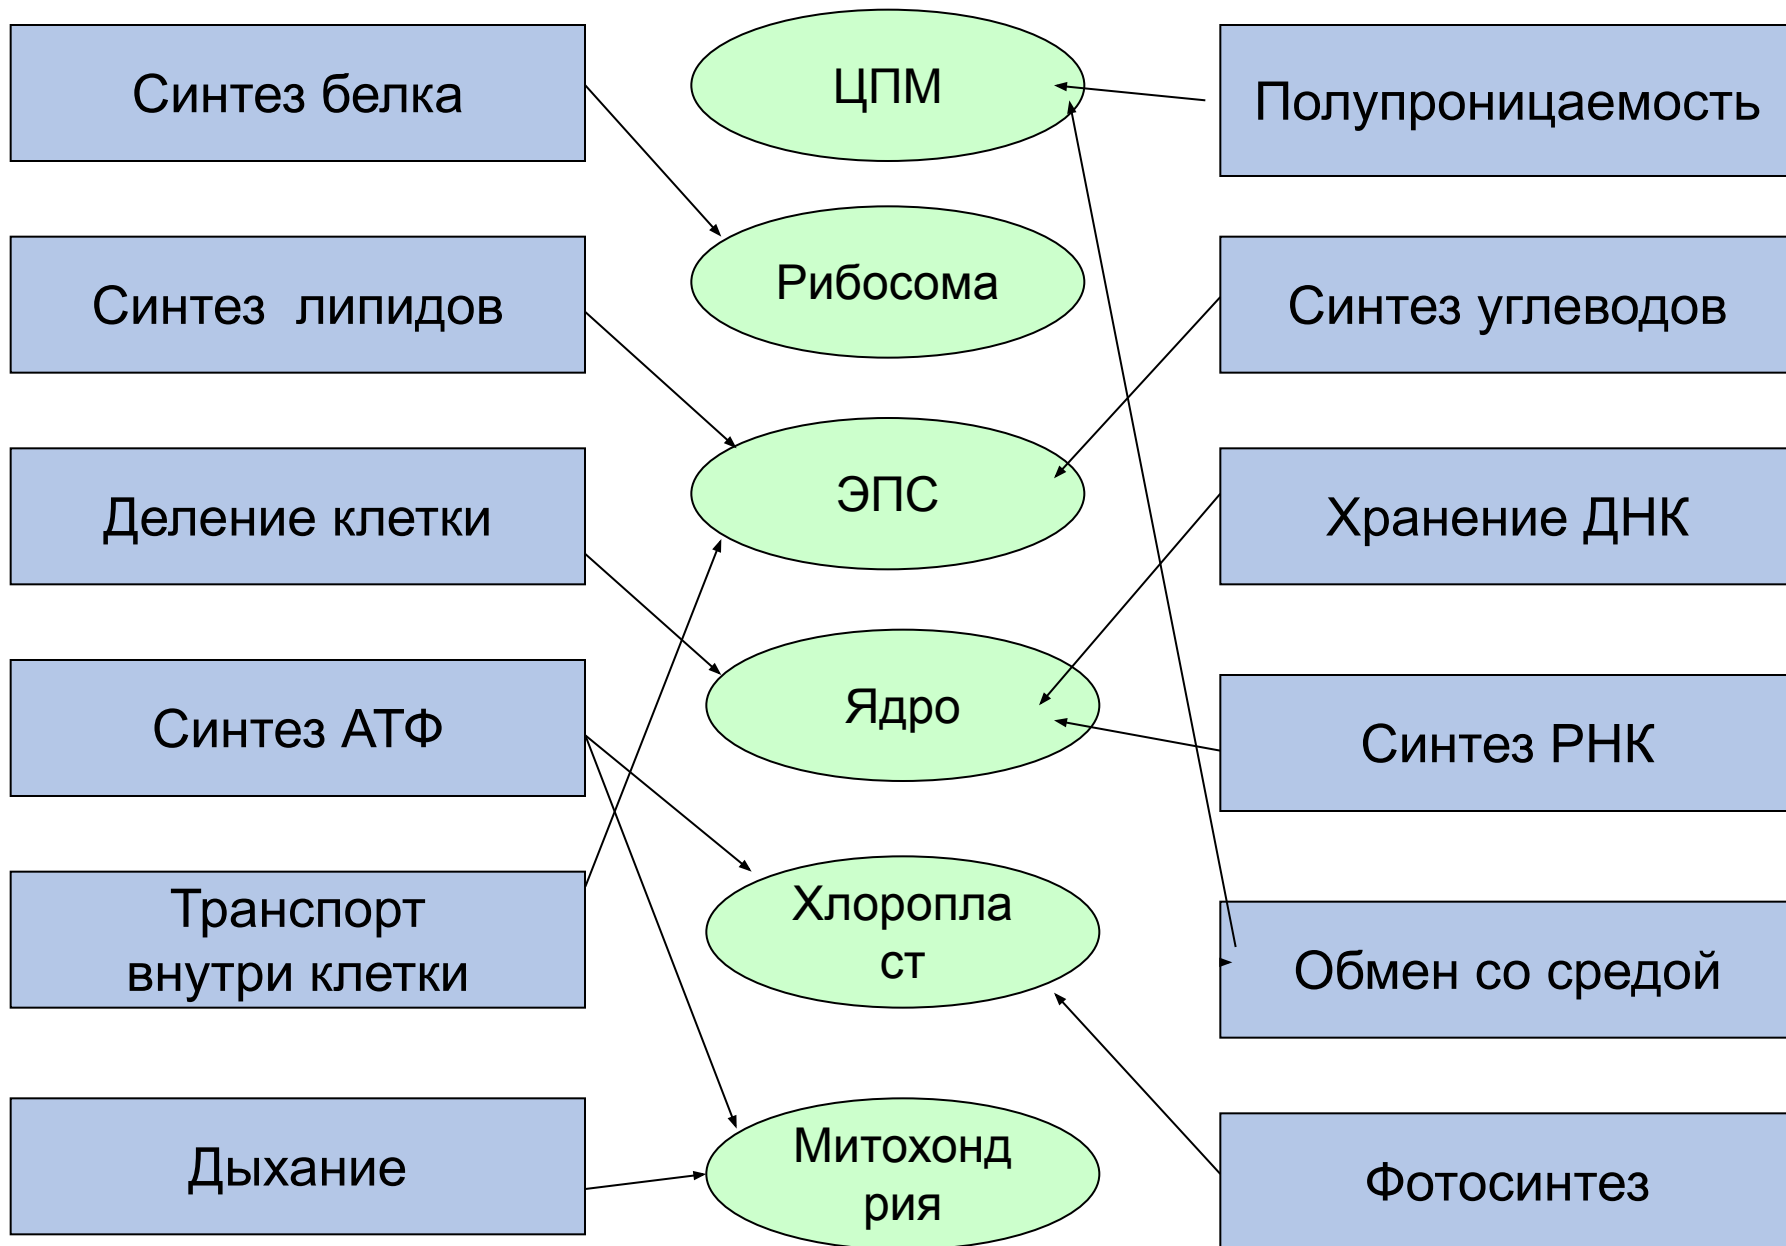 Синтез белка
ЦПМ
Полупроницаемость
Синтез липидов
Рибосома
Синтез углеводов
Деление клетки
ЭПС
Хранение ДНК
Синтез АТФ
Ядро
Синтез РНК
Транспорт
внутри клетки
Хлоропла
ст
Обмен со средой
Дыхание
Митохонд
рия
Фотосинтез